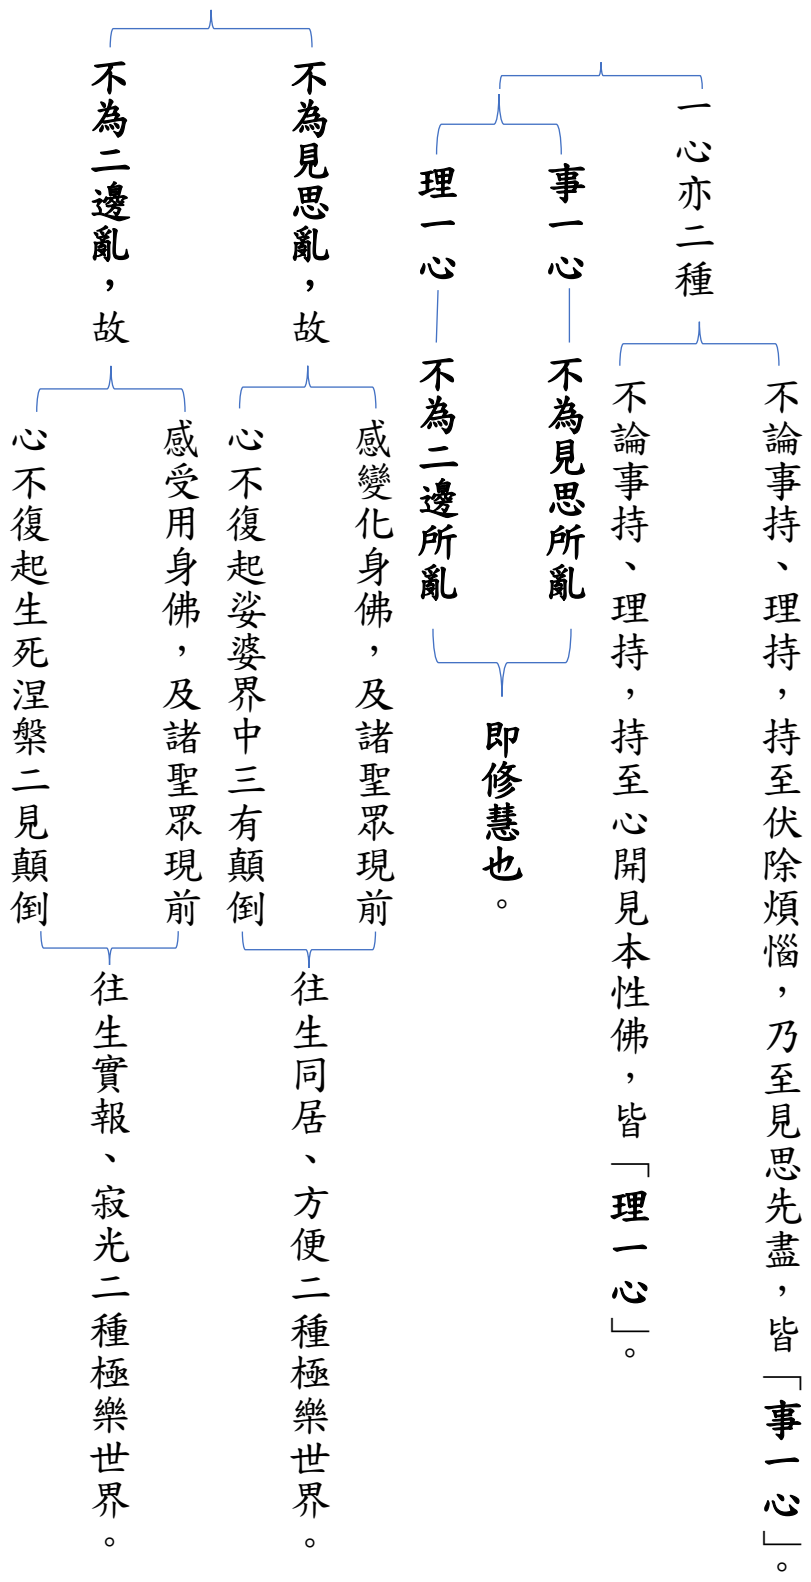 一心亦二種
不論事持、理持，持至伏除煩惱，乃至見思先盡，皆「事一心」。
不論事持、理持，持至心開見本性佛，皆「理一心」。
事一心
不為見思所亂
理一心
不為二邊所亂
即修慧也。
不為見思亂，故
感變化身佛，及諸聖眾現前
心不復起娑婆界中三有顛倒
往生同居、方便二種極樂世界。
不為二邊亂，故
感受用身佛，及諸聖眾現前
心不復起生死涅槃二見顛倒
往生實報、寂光二種極樂世界。